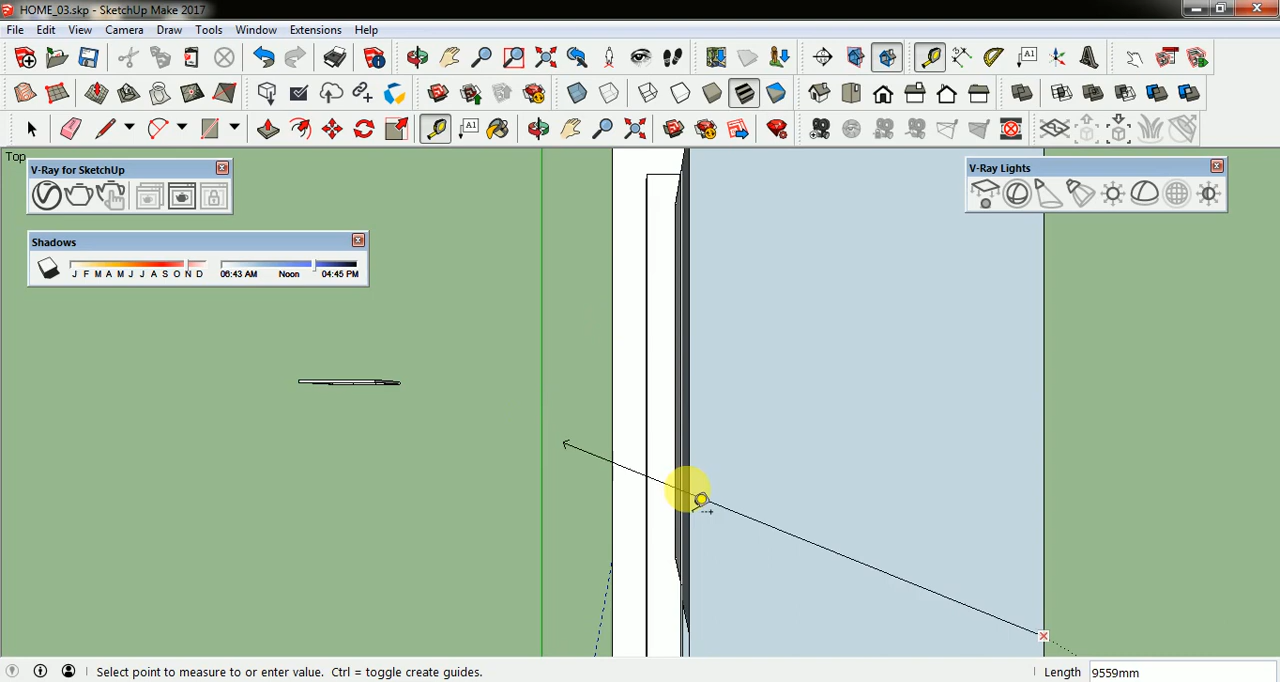 HOME_03.skp - SketchUp Make 2017
File Edit View Camera Draw Tools Window Extensions Help
A1
A1
Top
V-Ray for SketchUp
V-Ray Lights
Shadows
J F M A M J J A S O N D 06:43 AM Noon 04:45 PM
Select point to measure to or enter value. Ctrl = toggle create guides.
Length 9559mm